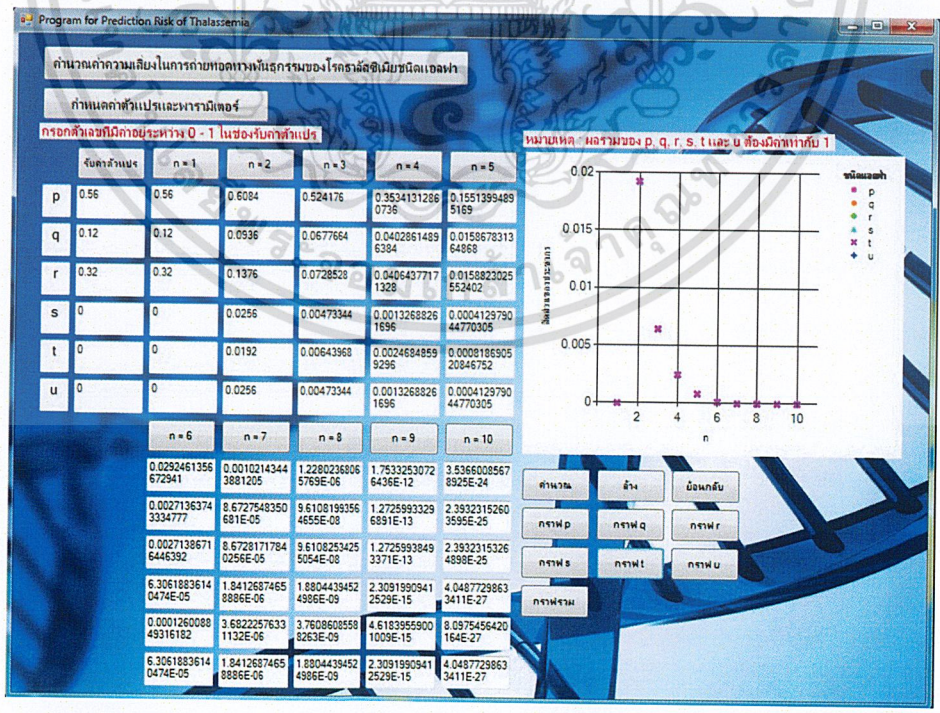 Program for Prediction Risk of Thalassemia
คำนวณค่าความเสี่ยงในการถ่ายทอดทางพันธุกรรมของโรคธาลัสซีเมียชนิดแอลฟา
กำหนดค่าตัวแปรและพารามิเตอร์
กรอกตัวเลขที่มีค่าอยู่ระหว่าง 0 - 1 ในช่องรับค่าตัวแปร
หมายเหตุ ผลรวมของ p, q, r, s, t และ u ต้องมีค่าเท่ากับ 1
รับค่าตัวแปร n = 1 n = 2 n = 3 n = 4 n = 5
p 0.56 0.56 0.6084 0.524176 0.3534131286 0.1551399489
0736 5169
q 0.12 0.12 0.0936 0.0677664 0.0402861489 0.0158678313
6384 64868
r 0.32 0.32 0.1376 0.0728528 0.0406437717 0.0158823025
1328 552402
s 0 0 0.0256 0.00473344 0.0013268826 0.0004129790
1696 44770305
t 0 0 0.0192 0.00643968 0.0024684859 0.0008186905
9296 20846752
u 0 0 0.0256 0.00473344 0.0013268826 0.0004129790
1696 44770305
n = 6 n = 7 n = 8 n = 9 n = 10
0.0292461356 0.0010214344 1.2280236806 1.7533253072 3.5366008567
672941 3881205 5769E-06 6436E-12 8925E-24
0.0027136374 8.6727548350 9.6108199356 1.2725993329 2.3932315260
3334777 681E-05 4655E-08 6891E-13 3595E-25
0.0027138671 8.6728171784 9.6108253425 1.2725993849 2.3932315326
6446392 0256E-05 5054E-08 3371E-13 4898E-25
6.3061883614 1.8412687465 1.8804439452 2.3091990941 4.0487729863
0474E-05 8886E-06 4986E-09 2529E-15 3411E-27
0.0001260088 3.6822257633 3.7608608558 4.6183955900 8.0975456420
49316182 1132E-06 8263E-09 1009E-15 164E-27
6.3061883614 1.8412687465 1.8804439452 2.3091990941 4.0487729863
0474E-05 8886E-06 4986E-09 2529E-15 3411E-27
0.02
0.015
0.01
0.005
0
2 4 6 8 10
n
สัดส่วนของประชากร
ชนิดแอลฟา
p
q
r
s
t
u
คำนวณ ล้าง ย้อนกลับ
กราฟ p กราฟ q กราฟ r
กราฟ s กราฟ t กราฟ u
กราฟรวม